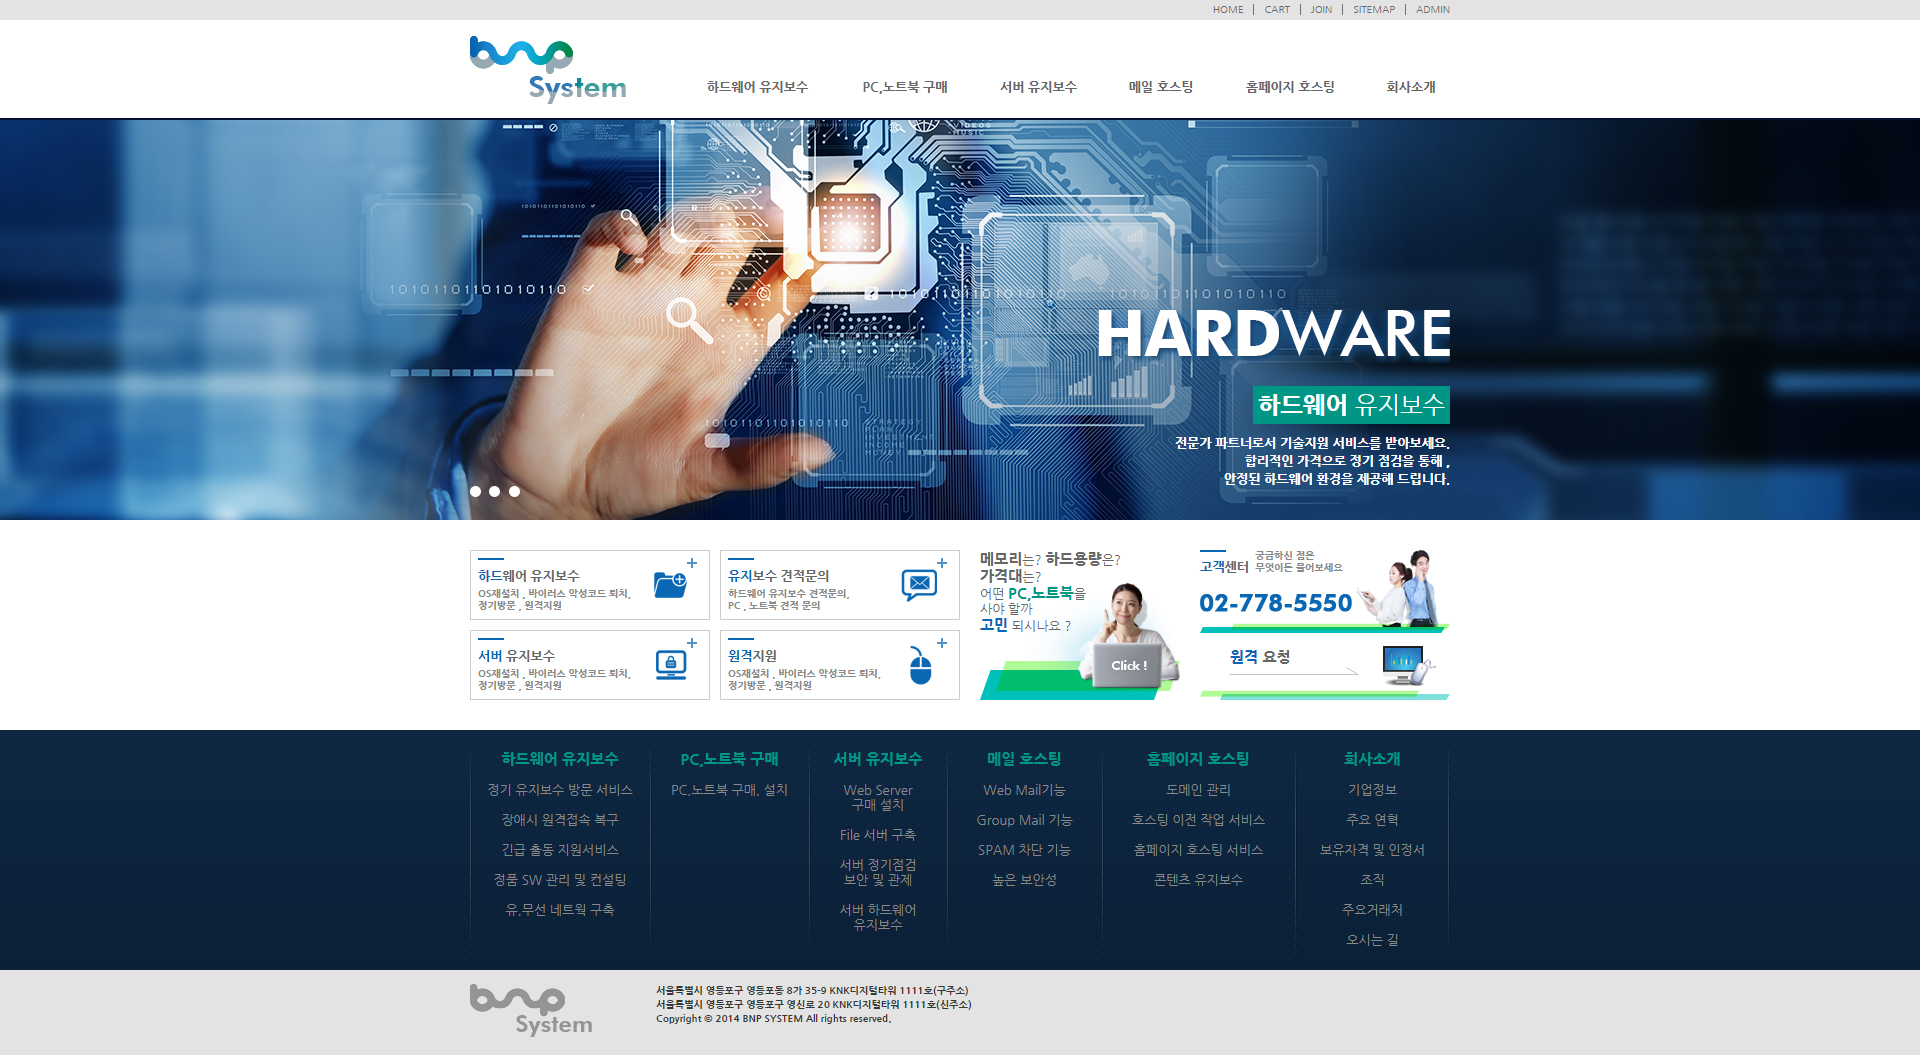 HOME | CART | JOIN | SITEMAP | ADMIN
bnp
System
하드웨어 유지보수
PC,노트북 구매
서버 유지보수
메일 호스팅
홈페이지 호스팅
회사소개
VIDEOS
MUSIC
10101101101010110
10101101101010110
10101101101010110
10101101101010110
10101101101010110
STRATEGY
INVESTMENT
INCOME
MONEY
HARDWARE
하드웨어 유지보수
전문가 파트너로서 기술지원 서비스를 받아보세요.
합리적인 가격으로 정기 점검을 통해 ,
안정된 하드웨어 환경을 제공해 드립니다.
하드웨어 유지보수
OS재설치 , 바이러스 악성코드 퇴치,
정기방문 , 원격지원
유지보수 견적문의
하드웨어 유지보수 견적문의,
PC , 노트북 견적 문의
서버 유지보수
OS재설치 , 바이러스 악성코드 퇴치,
정기방문 , 원격지원
원격지원
OS재설치 , 바이러스 악성코드 퇴치,
정기방문 , 원격지원
메모리는? 하드용량은?
가격대는?
어떤 PC,노트북을
사야 할까
고민 되시나요 ?
Click !
고객센터
궁금하신 점은
무엇이든 물어보세요
02-778-5550
원격 요청
하드웨어 유지보수
정기 유지보수 방문 서비스
장애시 원격접속 복구
긴급 출동 지원서비스
정품 SW 관리 및 컨설팅
유,무선 네트웍 구축
PC,노트북 구매
PC,노트북 구매, 설치
서버 유지보수
Web Server
구매 설치
File 서버 구축
서버 정기점검
보안 및 관제
서버 하드웨어
유지보수
메일 호스팅
Web Mail기능
Group Mail 기능
SPAM 차단 기능
높은 보안성
홈페이지 호스팅
도메인 관리
호스팅 이전 작업 서비스
홈페이지 호스팅 서비스
콘텐츠 유지보수
회사소개
기업정보
주요 연혁
보유자격 및 인정서
조직
주요거래처
오시는 길
bnp
System
서울특별시 영등포구 영등포동 8가 35-9 KNK디지털타워 1111호(구주소)
서울특별시 영등포구 영등포구 영신로 20 KNK디지털타워 1111호(신주소)
Copyright © 2014 BNP SYSTEM All rights reserved.